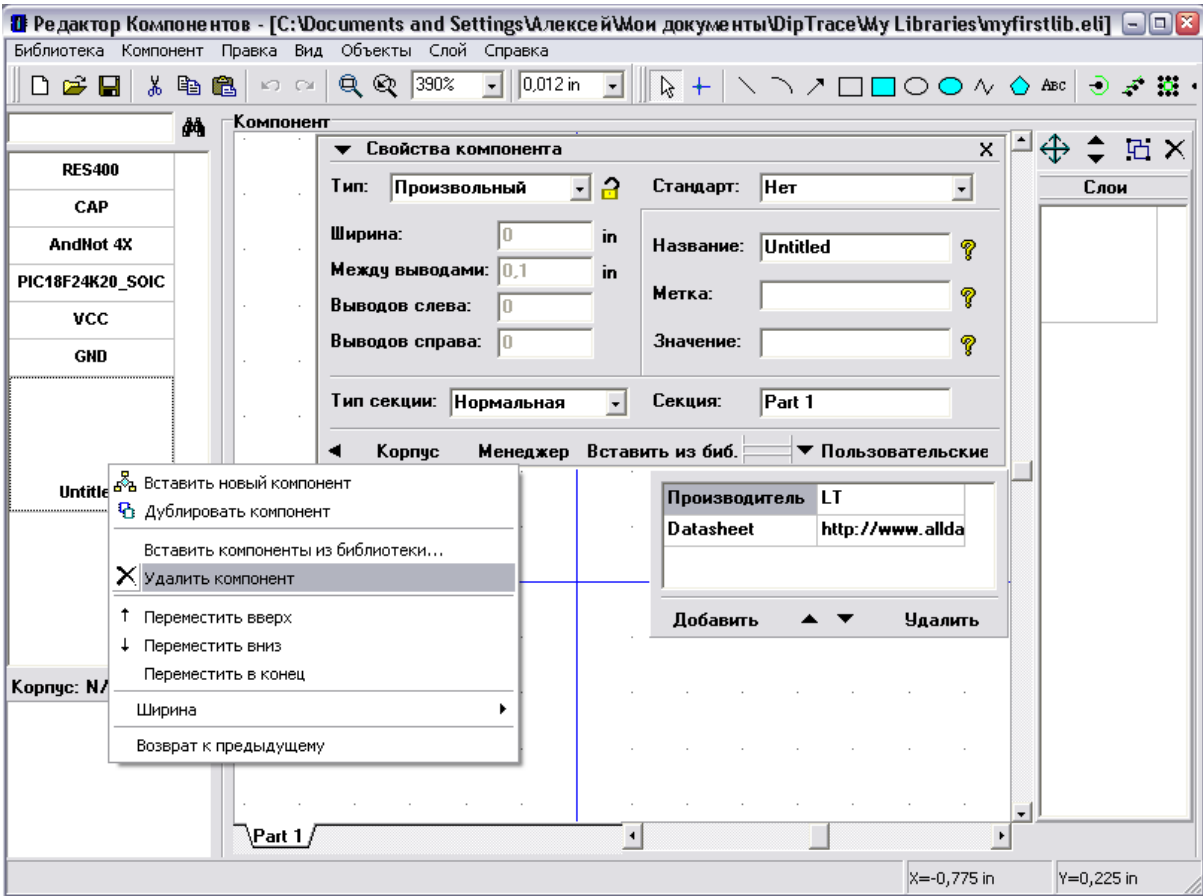 Редактор Компонентов - [C:\Documents and Settings\Алексей\Мои документы\DipTrace\My Libraries\myfirstlib.eli]
Библиотека Компонент Правка Вид Объекты Слой Справка
390% 0,012 in ABC
Компонент
RES400
CAP
AndNot 4X
PIC18F24K20_SOIC
VCC
GND
Свойства компонента X
Тип: Произвольный Стандарт: Нет
Ширина: 0 in
Между выводами: 0,1 in
Выводов слева: 0
Выводов справа: 0
Название: Untitled
Метка:
Значение:
Тип секции: Нормальная Секция: Part 1
Корпус Менеджер Вставить из биб. Пользовательские
Слои
Производитель LT
Datasheet http://www.allda
Добавить Удалить
Вставить новый компонент
Дублировать компонент
Вставить компоненты из библиотеки...
Удалить компонент
Переместить вверх
Переместить вниз
Переместить в конец
Ширина
Возврат к предыдущему
Корпус:
Part 1
X=-0,775 in Y=0,225 in